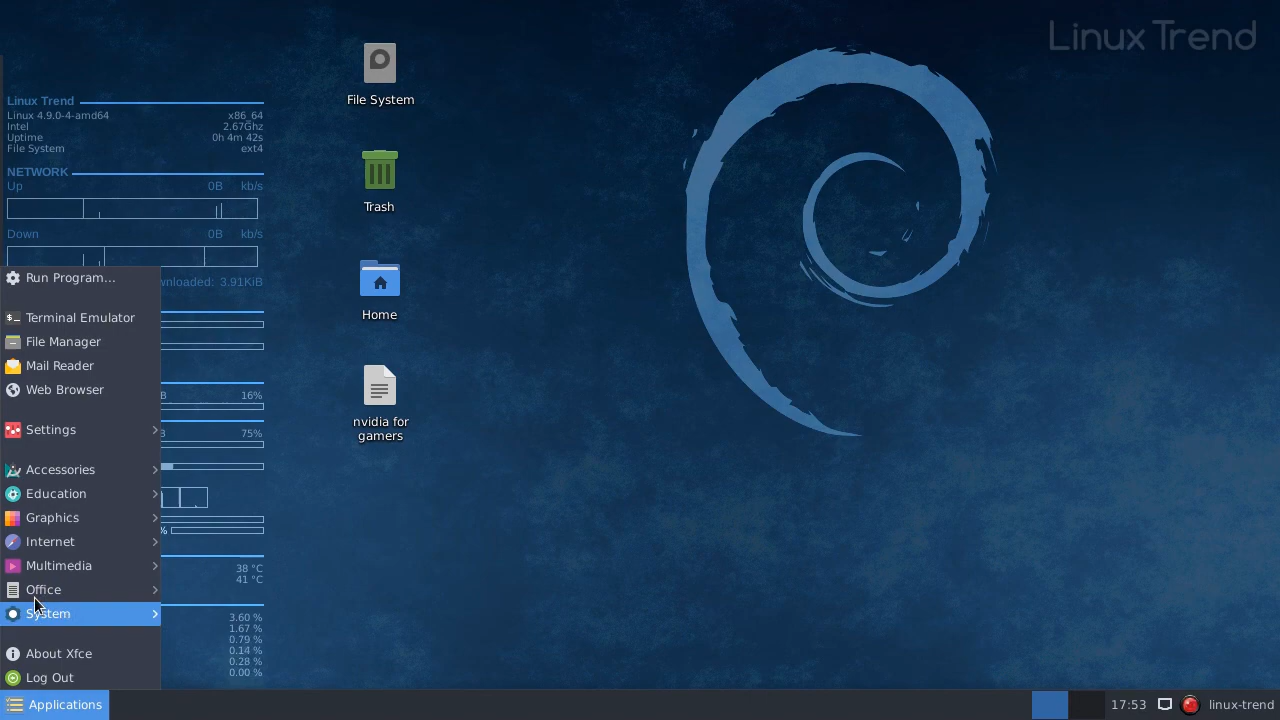 Linux Trend
Linux Trend
Linux 4.9.0-4-amd64 x86_64
Intel 2.67Ghz
Uptime 0h 4m 42s
File System ext4
NETWORK
Up 0B kb/s
Down 0B kb/s
wnloaded: 3.91KiB
B 16%
75%
%
38 °C
41 °C
3.60 %
1.67 %
0.79 %
0.14 %
0.28 %
0.00 %
Run Program...
Terminal Emulator
File Manager
Mail Reader
Web Browser
Settings
Accessories
Education
Graphics
Internet
Multimedia
Office
System
About Xfce
Log Out
File System
Trash
Home
nvidia for
gamers
Applications
17:53
linux-trend